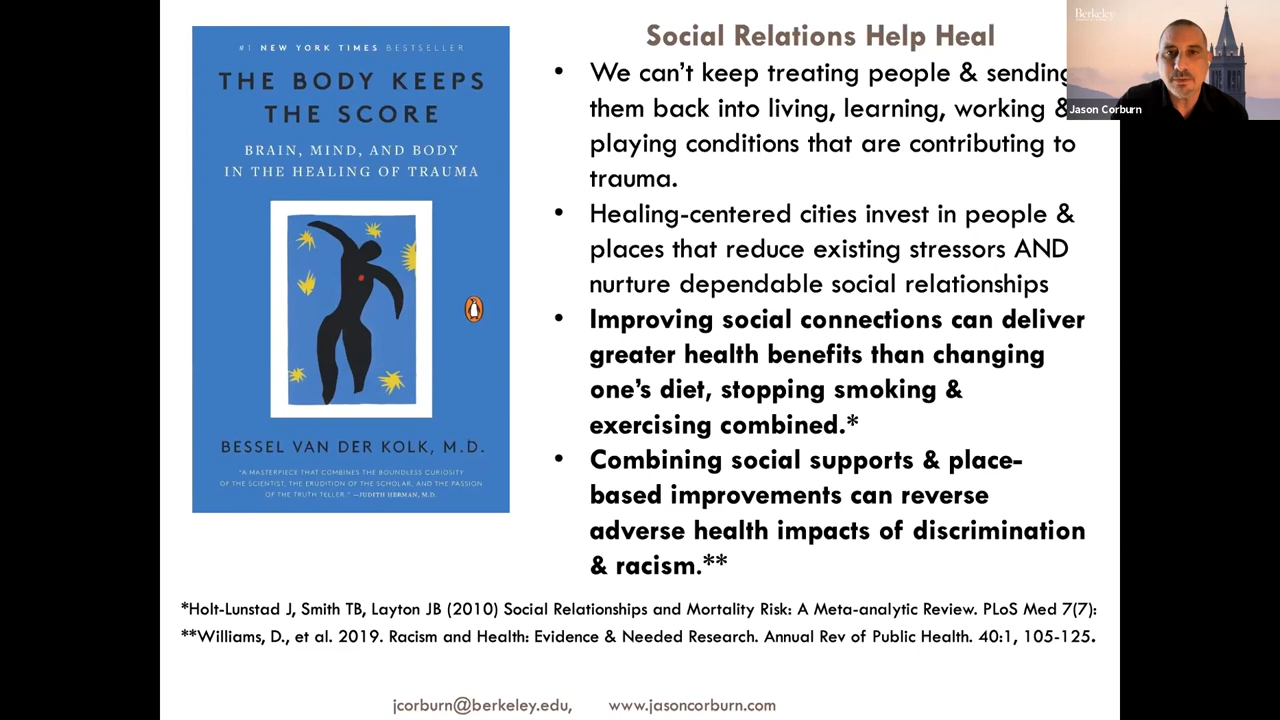 #1 NEW YORK TIMES BESTSELLER
THE BODY KEEPS
THE SCORE
BRAIN, MIND, AND BODY
IN THE HEALING OF TRAUMA
BESSEL VAN DER KOLK, M.D.
"A MASTERPIECE THAT COMBINES THE BOUNDLESS CURIOSITY
OF THE SCIENTIST, THE ERUDITION OF THE SCHOLAR, AND THE PASSION
OF THE TRUTH TELLER." —JUDITH HERMAN, M.D.
Social Relations Help Heal
• We can't keep treating people & sending
them back into living, learning, working &
playing conditions that are contributing to
trauma.
• Healing-centered cities invest in people &
places that reduce existing stressors AND
nurture dependable social relationships
• Improving social connections can deliver
greater health benefits than changing
one's diet, stopping smoking &
exercising combined.*
• Combining social supports & place-
based improvements can reverse
adverse health impacts of discrimination
& racism.**
*Holt-Lunstad J, Smith TB, Layton JB (2010) Social Relationships and Mortality Risk: A Meta-analytic Review. PLoS Med 7(7):
**Williams, D., et al. 2019. Racism and Health: Evidence & Needed Research. Annual Rev of Public Health. 40:1, 105-125.
jcorburn@berkeley.edu, www.jasoncorburn.com
Berkeley
Jason Corburn